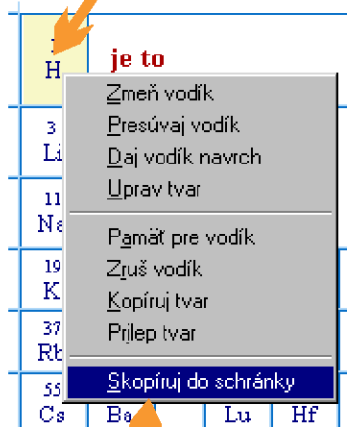 H
je to
Zmeň vodík
3
Presúvaj vodík
Li
Daj vodík navrch
11
Uprav tvar
Na
Pamäť pre vodík
19
Zruš vodík
K
Kopíruj tvar
37
Prilep tvar
Rb
55
Skopíruj do schránky
Cs Ba Lu Hf